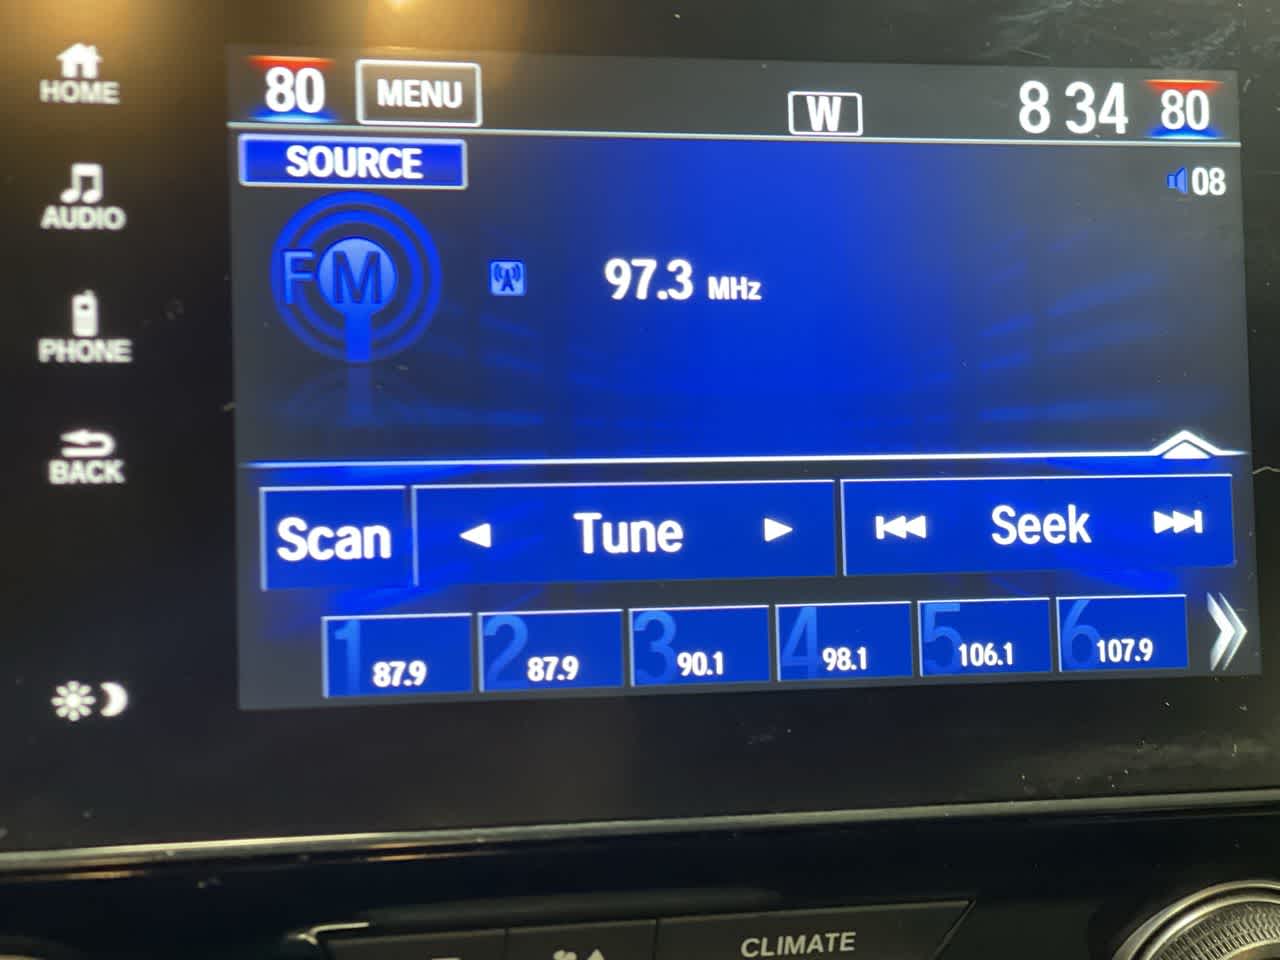 HOME
80
MENU
W
8 34
80
SOURCE
08
AUDIO
FM
97.3 MHz
PHONE
BACK
Scan
Tune
Seek
1 87.9
2 87.9
3 90.1
4 98.1
5 106.1
6 107.9
CLIMATE